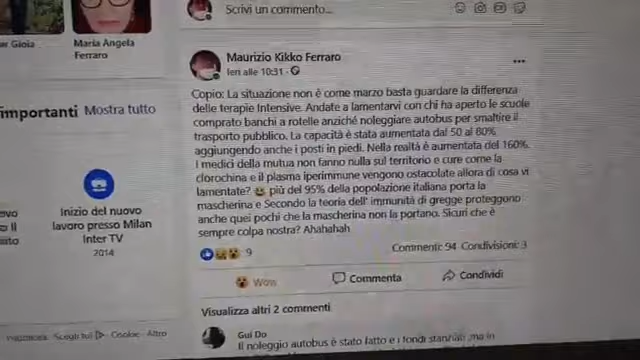 Scrivi un commento...
Gioia
Maria Angela
Ferraro
Maurizio Kikko Ferraro
Ieri alle 10:31
importanti Mostra tutto
Copio: La situazione non è come marzo basta guardare la differenza
delle terapie Intensive. Andate a lamentarvi con chi ha aperto le scuole
comprato banchi a rotelle anziché noleggiare autobus per smaltire il
trasporto pubblico. La capacità è stata aumentata dal 50 al 80%
aggiungendo anche i posti in piedi. Nella realtà è aumentata del 160%.
I medici della mutua non fanno nulla sul territorio e cure come la
clorochina e il plasma iperimmune vengono ostacolate allora di cosa vi
lamentate? 😄 più del 95% della popolazione italiana porta la
mascherina e Secondo la teoria dell' immunità di gregge proteggono
anche quei pochi che la mascherina non la portano. Sicuri che è
sempre colpa nostra? Ahahahah
Inizio del nuovo
lavoro presso Milan
Inter TV
2014
9
Commenti: 94 Condivisioni: 3
Wow
Commenta
Condividi
Visualizza altri 2 commenti
Gui Do
Il noleggio autobus è stato fatto e i fondi
Cookie · Altro